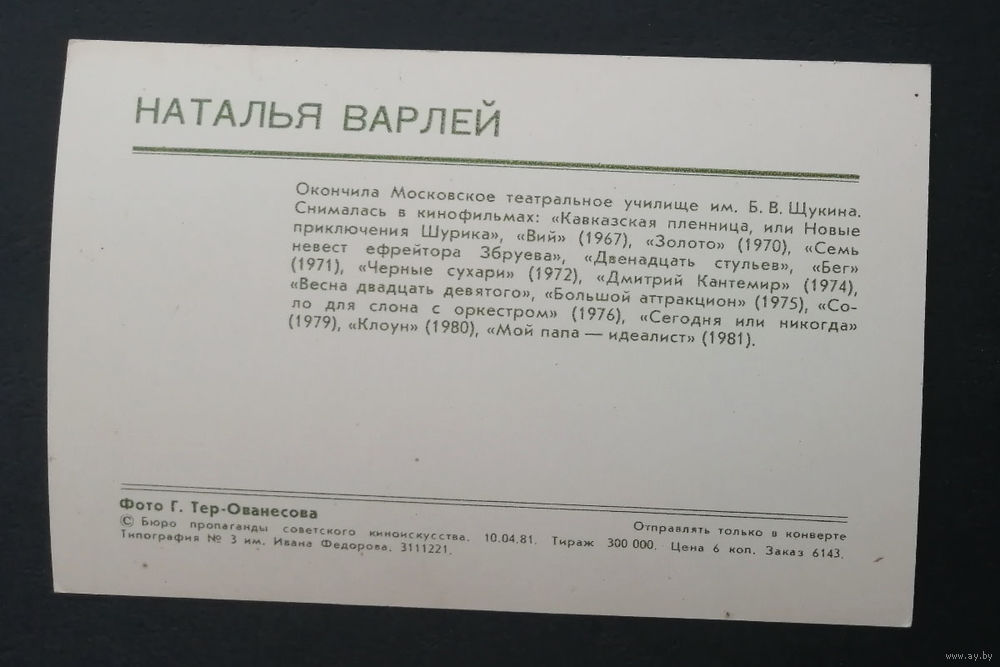 НАТАЛЬЯ ВАРЛЕЙ
Окончила Московское театральное училище им. Б. В. Щукина.
Снималась в кинофильмах: «Кавказская пленница, или Новые
приключения Шурика», «Вий» (1967), «Золото» (1970), «Семь
невест ефрейтора Збруева», «Двенадцать стульев», «Бег»
(1971), «Черные сухари» (1972), «Дмитрий Кантемир» (1974),
«Весна двадцать девятого», «Большой аттракцион» (1975), «Со-
ло для слона с оркестром» (1976), «Сегодня или никогда»
(1979), «Клоун» (1980), «Мой папа — идеалист» (1981).
Фото Г. Тер-Ованесова
Отправлять только в конверте
© Бюро пропаганды советского киноискусства. 10.04.81. Тираж 300 000. Цена 6 коп. Заказ 6143.
Типография № 3 им. Ивана Федорова. 3111221.
www.ay.by